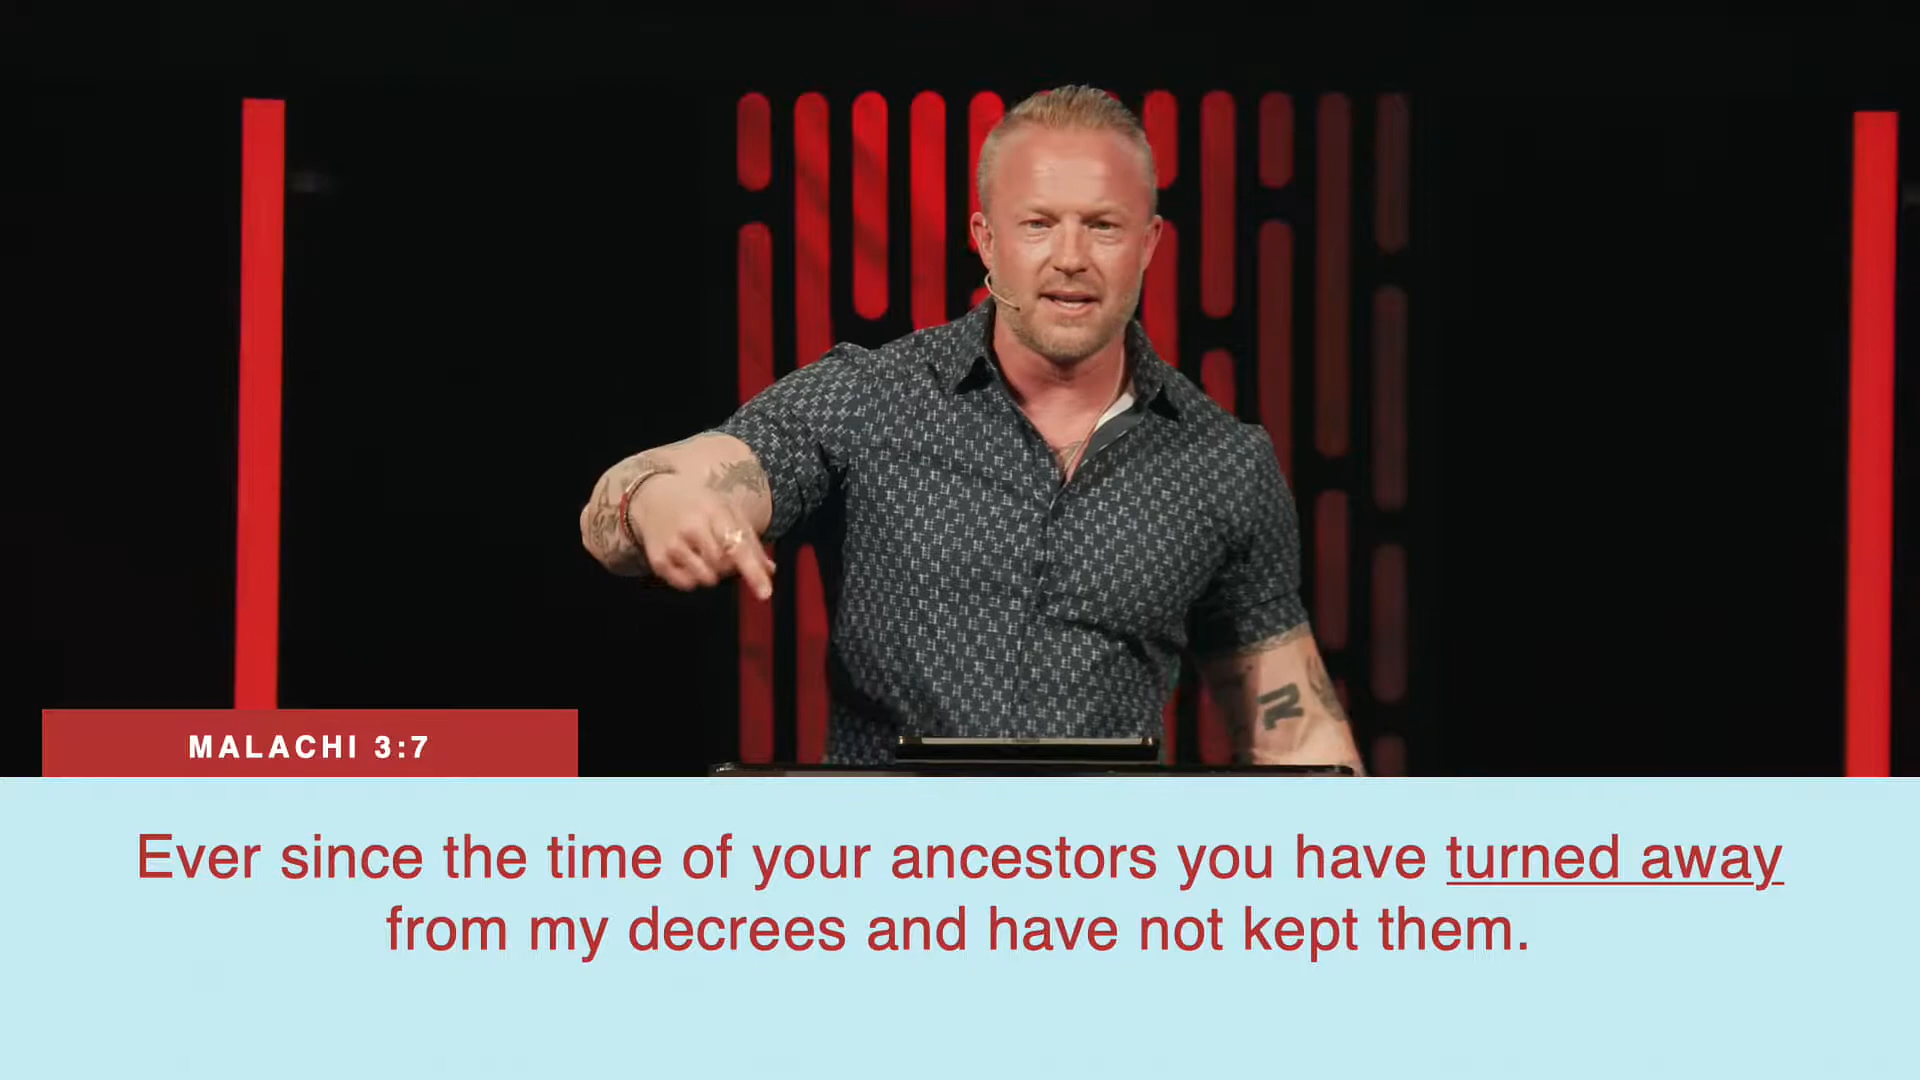 MALACHI 3:7
Ever since the time of your ancestors you have turned away
from my decrees and have not kept them.